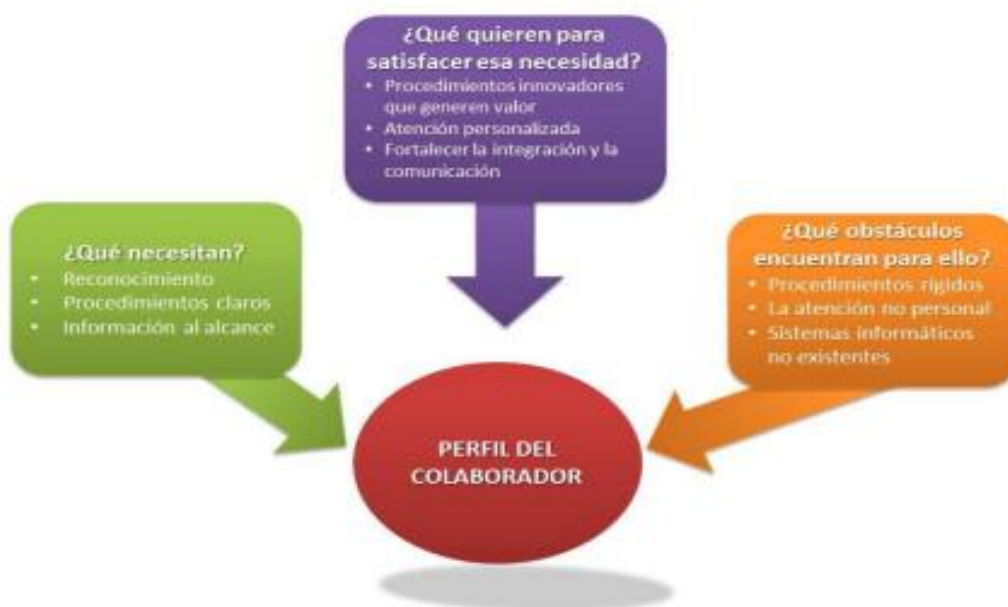 ¿Qué quieren para
satisfacer esa necesidad?
• Procedimientos innovadores
que generen valor
• Atención personalizada
• Fortalecer la integración y la
comunicación
¿Qué necesitan?
• Reconocimiento
• Procedimientos claros
• Información al alcance
¿Qué obstáculos
encuentran para ello?
• Procedimientos rígidos
• La atención no personal
• Sistemas informáticos
no existentes
PERFIL DEL
COLABORADOR